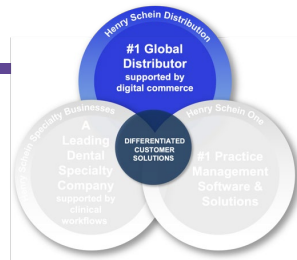 Henry Schein Distribution
#1 Global
Distributor
supported by
digital commerce
Schein Specialty Businesses
A
Leading
Dental
Specialty
Company
supported by
clinical
workflows
DIFFERENTIATED
CUSTOMER
SOLUTIONS
Henry Schein One
#1 Practice
Management
Software &
Solutions